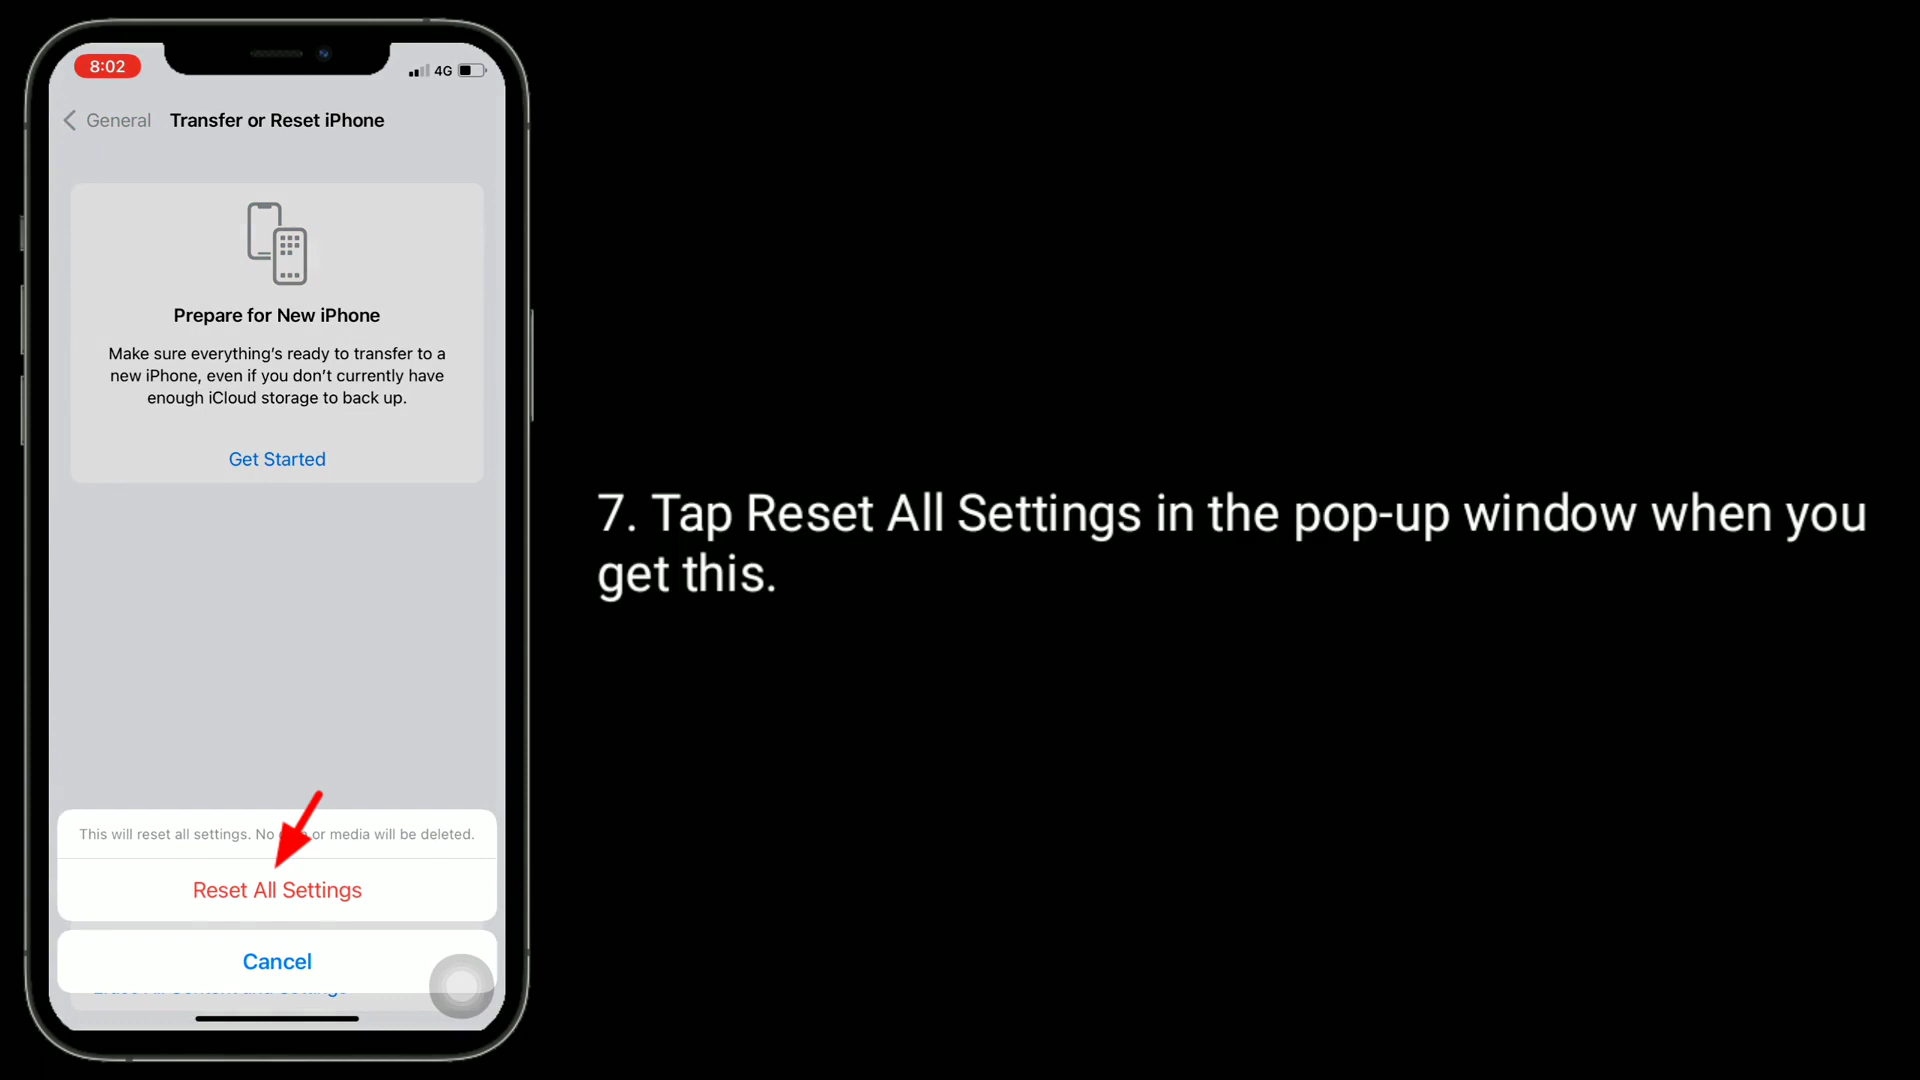 8:02
4G
General
Transfer or Reset iPhone
Prepare for New iPhone
Make sure everything's ready to transfer to a
new iPhone, even if you don't currently have
enough iCloud storage to back up.
Get Started
7. Tap Reset All Settings in the pop-up window when you
get this.
This will reset all settings. No or media will be deleted.
Reset All Settings
Cancel